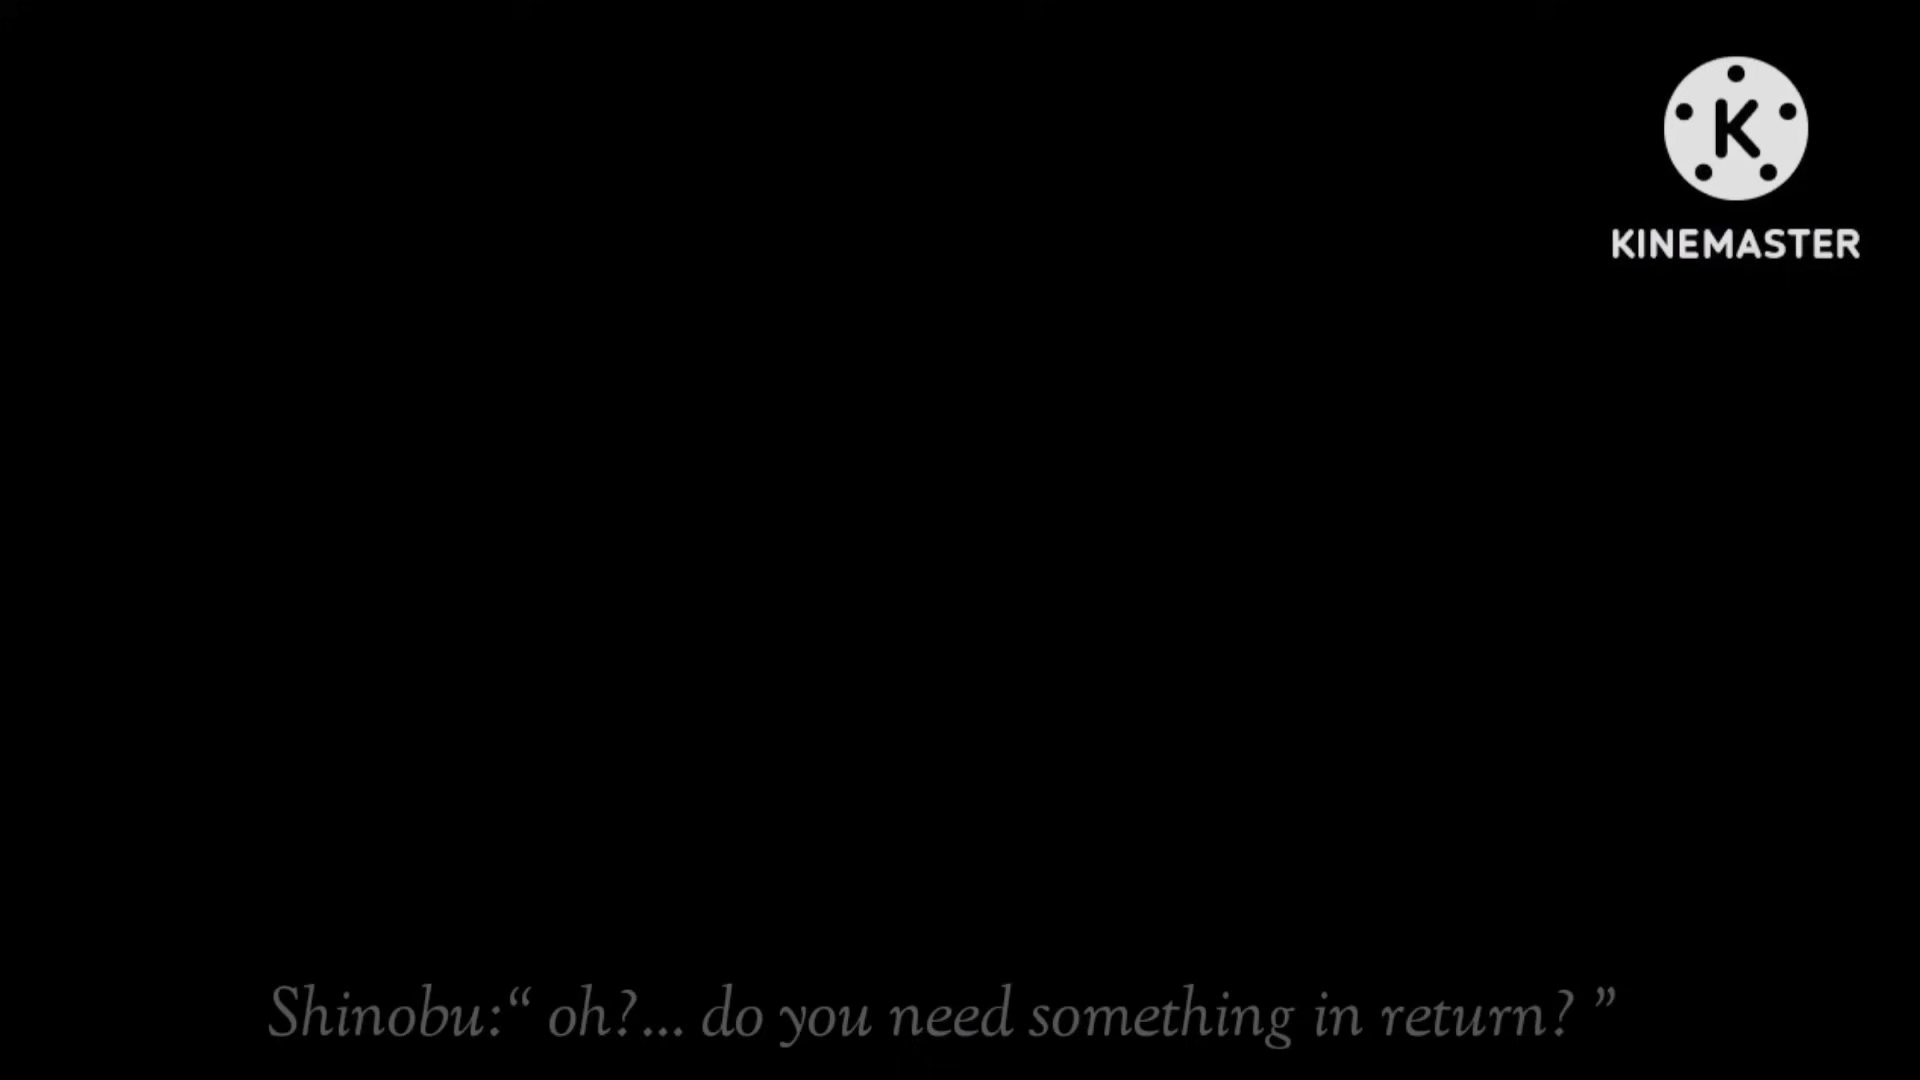 K
KINEMASTER
Shinobu:“ oh?... do you need something in return? ”